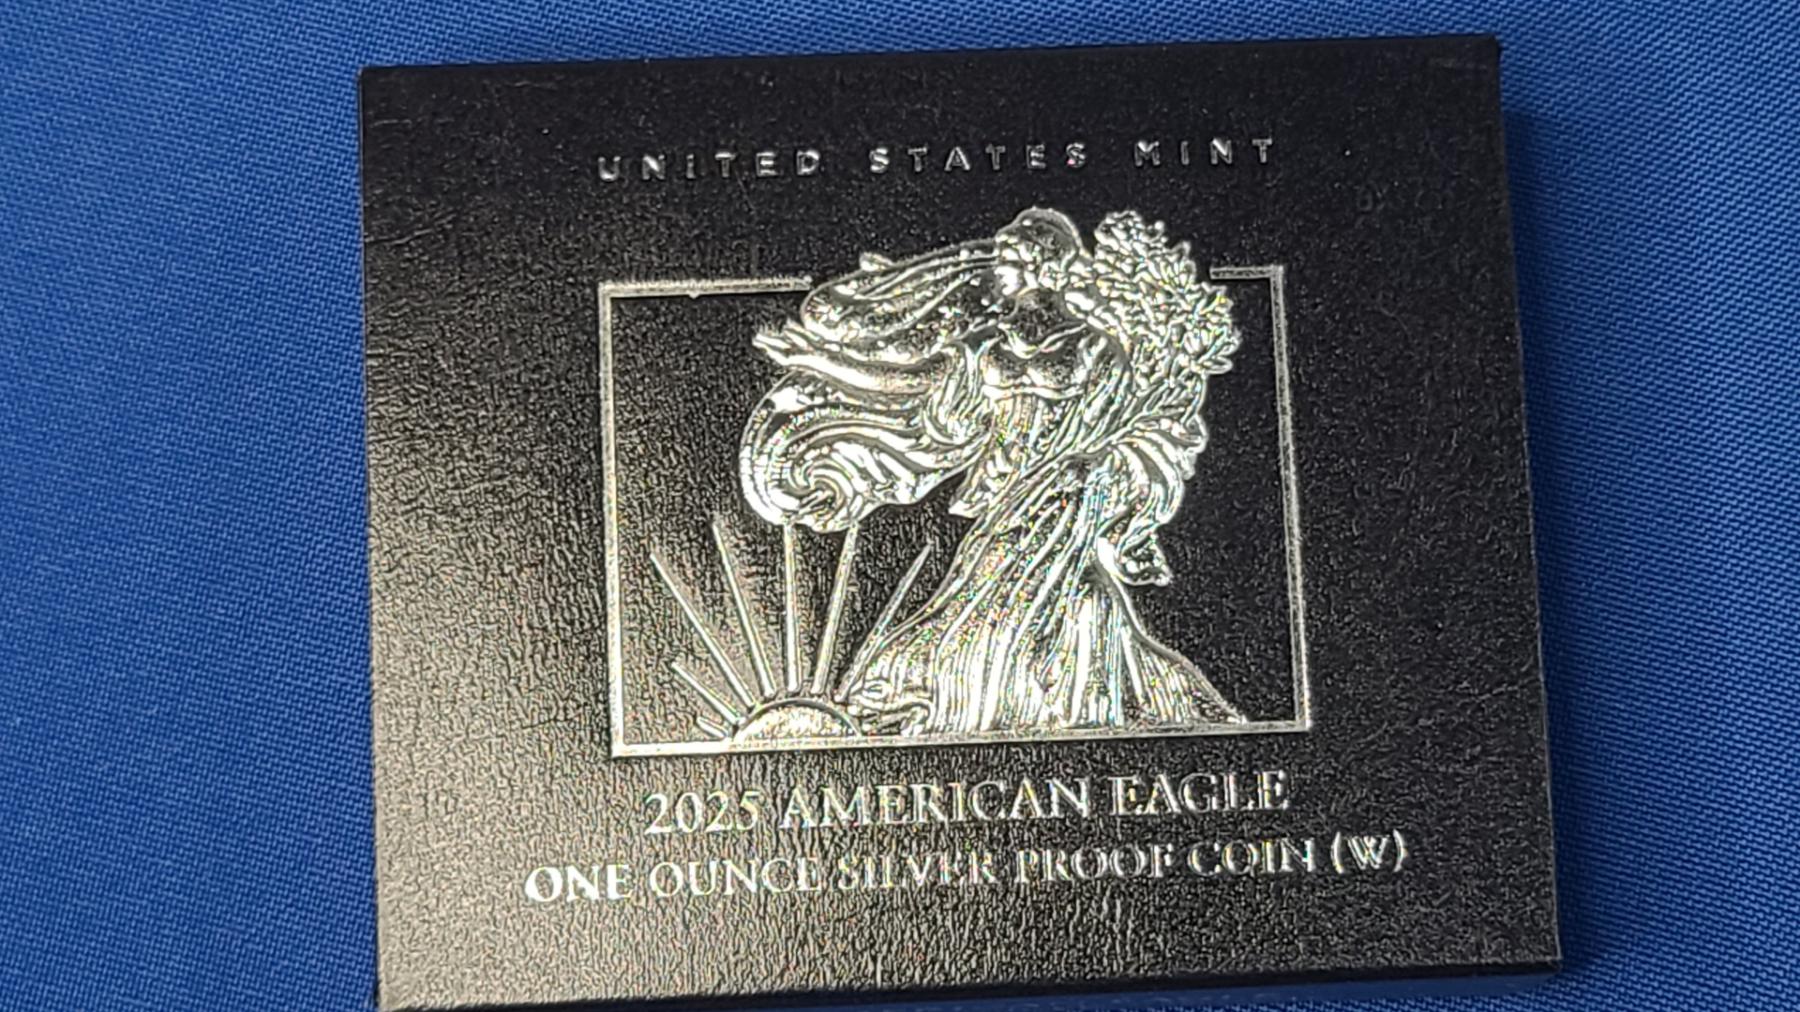 UNITED STATES MINT
2025 AMERICAN EAGLE
ONE OUNCE SILVER PROOF COIN (W)